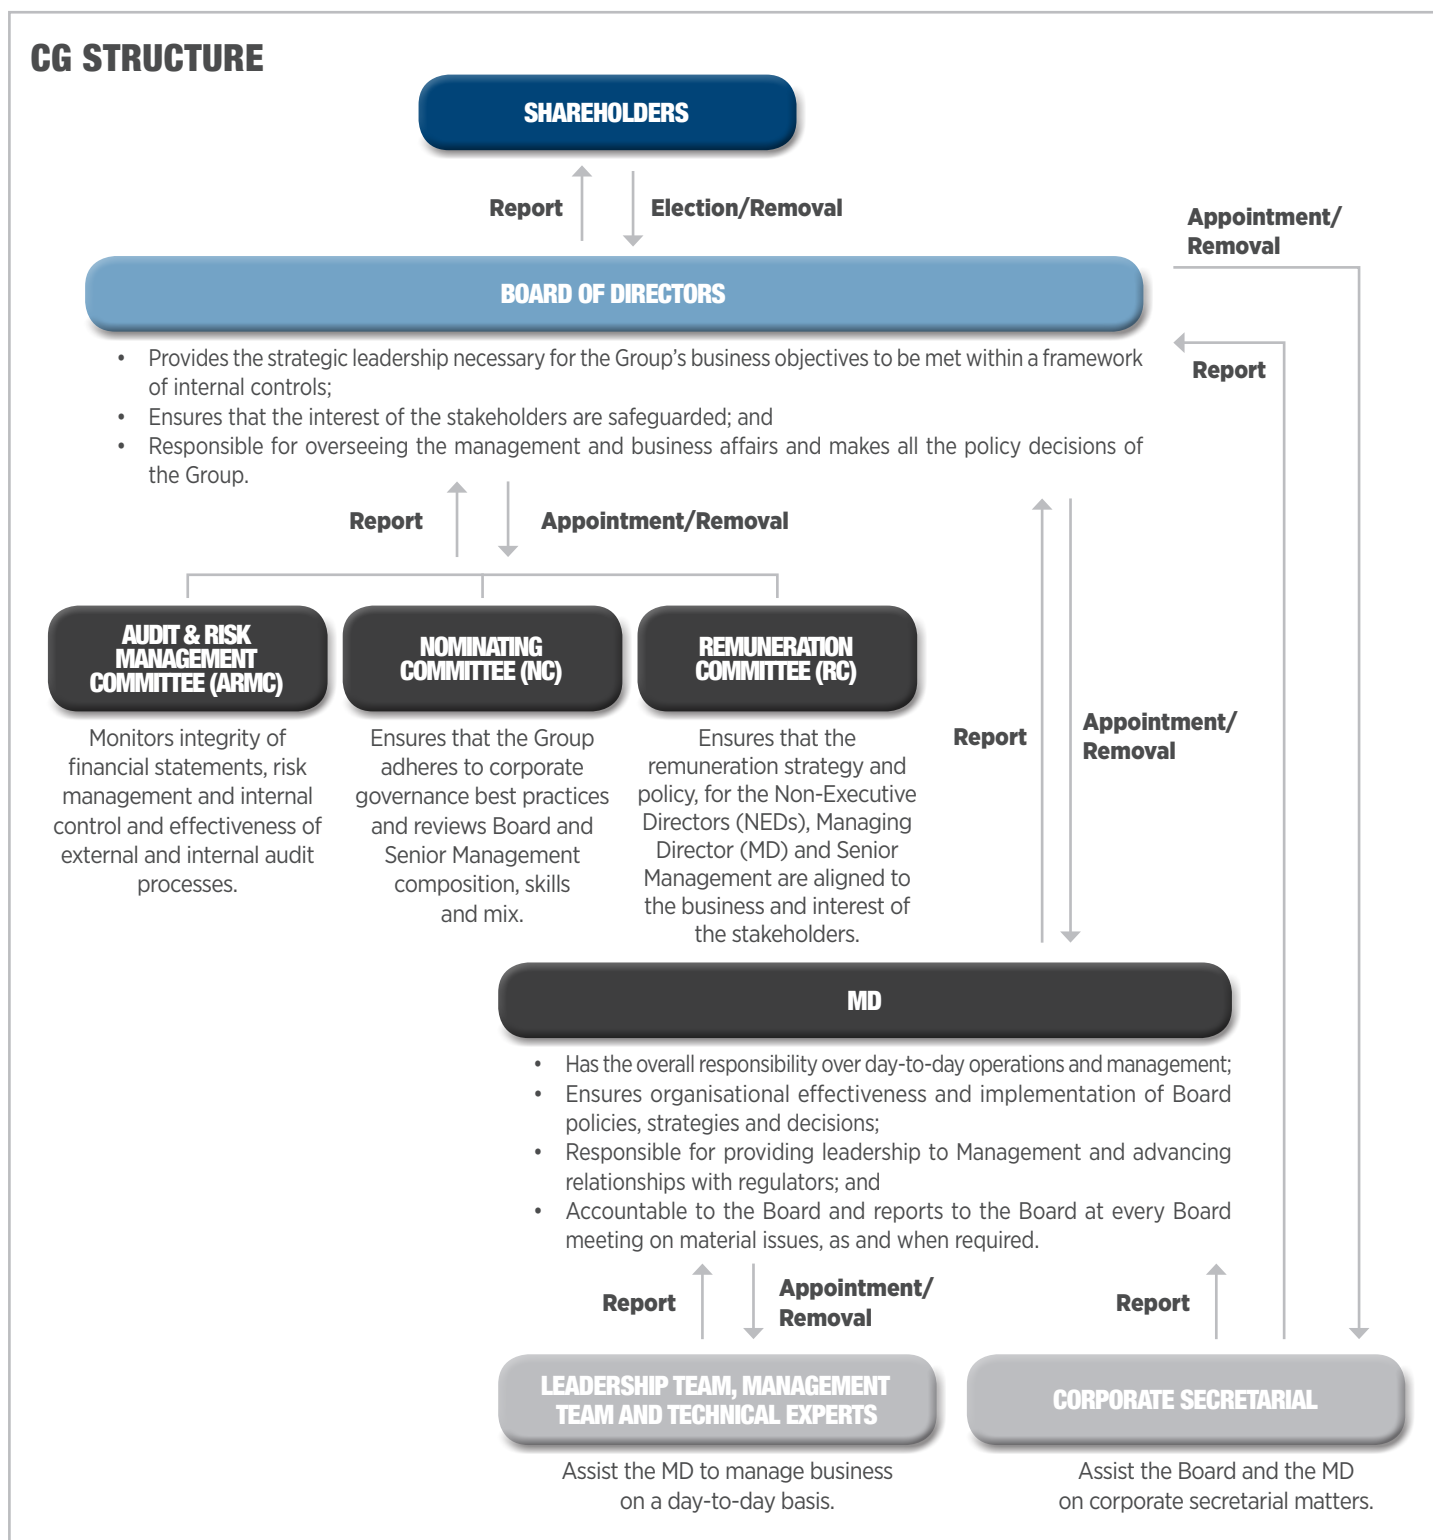 CG STRUCTURE
SHAREHOLDERS
Report
Election/Removal
Appointment/
Removal
BOARD OF DIRECTORS
• Provides the strategic leadership necessary for the Group's business objectives to be met within a framework
of internal controls;
• Ensures that the interest of the stakeholders are safeguarded; and
• Responsible for overseeing the management and business affairs and makes all the policy decisions of
the Group.
Report
Report
Appointment/Removal
AUDIT & RISK
MANAGEMENT
COMMITTEE (ARMC)
Monitors integrity of
financial statements, risk
management and internal
control and effectiveness of
external and internal audit
processes.
NOMINATING
COMMITTEE (NC)
Ensures that the Group
adheres to corporate
governance best practices
and reviews Board and
Senior Management
composition, skills
and mix.
REMUNERATION
COMMITTEE (RC)
Ensures that the
remuneration strategy and
policy, for the Non-Executive
Directors (NEDs), Managing
Director (MD) and Senior
Management are aligned to
the business and interest of
the stakeholders.
Report
Appointment/
Removal
MD
• Has the overall responsibility over day-to-day operations and management;
• Ensures organisational effectiveness and implementation of Board
policies, strategies and decisions;
• Responsible for providing leadership to Management and advancing
relationships with regulators; and
• Accountable to the Board and reports to the Board at every Board
meeting on material issues, as and when required.
Report
Appointment/
Removal
Report
LEADERSHIP TEAM, MANAGEMENT
TEAM AND TECHNICAL EXPERTS
Assist the MD to manage business
on a day-to-day basis.
CORPORATE SECRETARIAL
Assist the Board and the MD
on corporate secretarial matters.